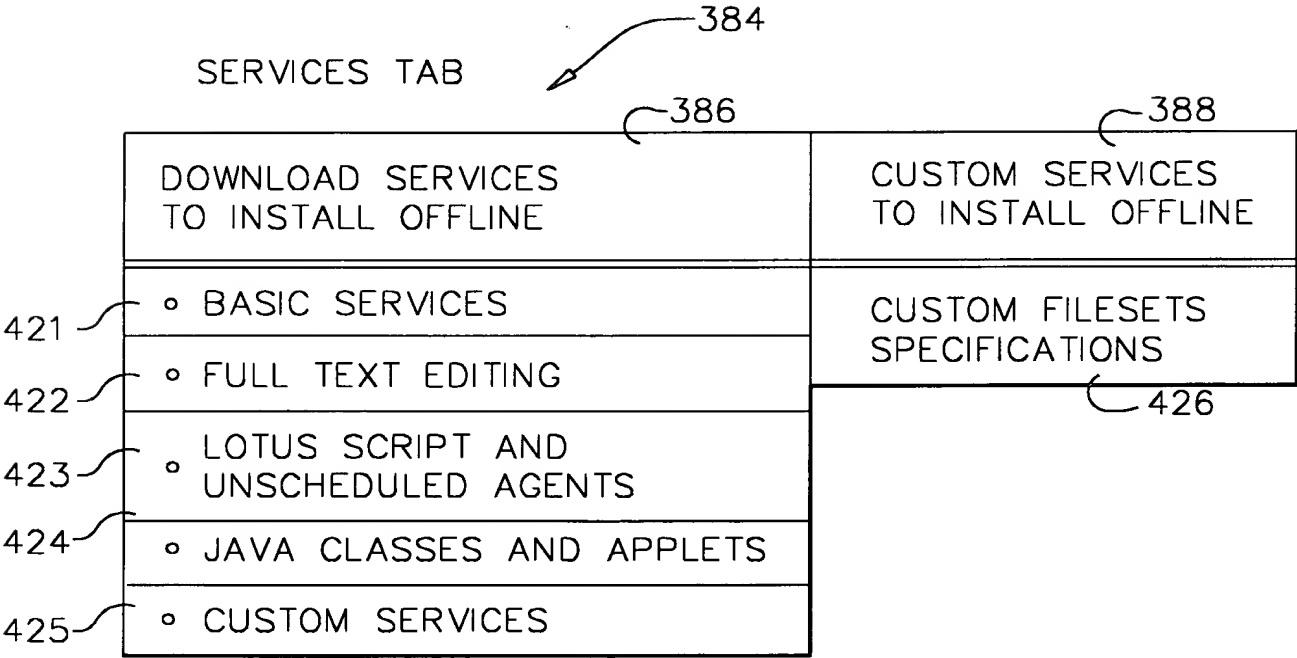 384
SERVICES TAB
386
388
DOWNLOAD SERVICES
TO INSTALL OFFLINE
CUSTOM SERVICES
TO INSTALL OFFLINE
421
BASIC SERVICES
CUSTOM FILESETS
SPECIFICATIONS
426
422
FULL TEXT EDITING
423
LOTUS SCRIPT AND
UNSCHEDULED AGENTS
424
JAVA CLASSES AND APPLETS
425
CUSTOM SERVICES